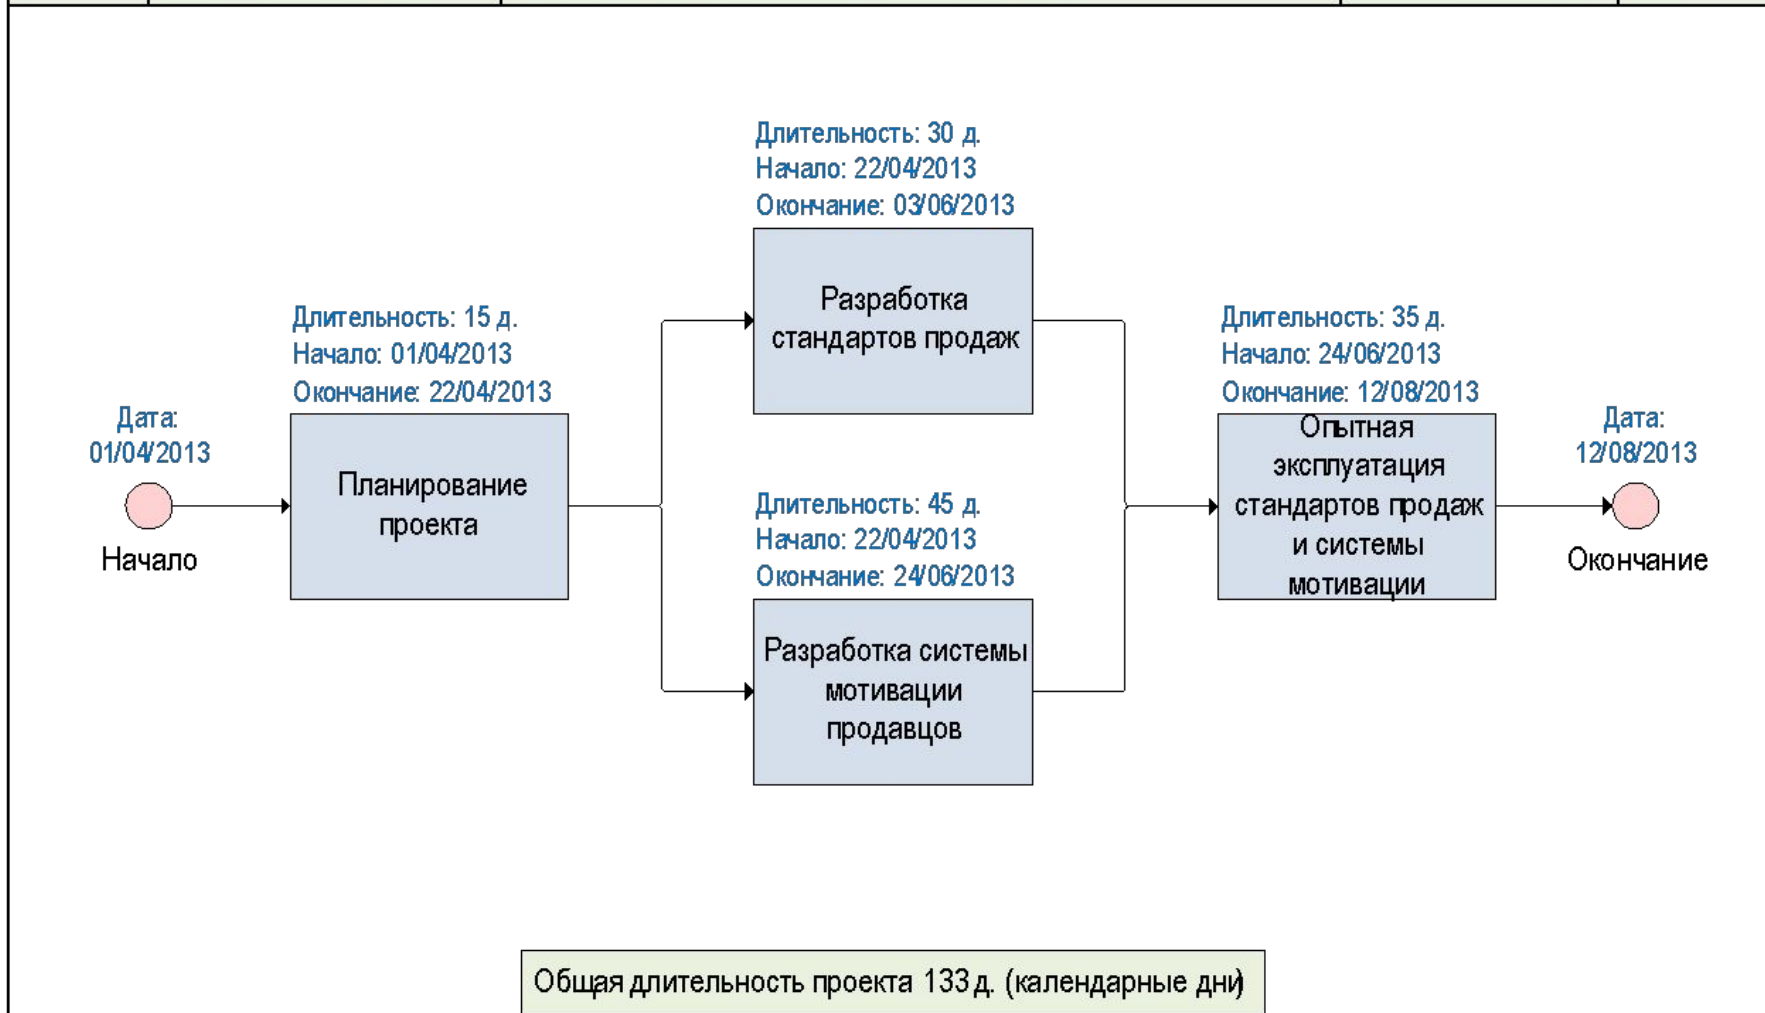 Дата:
01/04/2013
Начало
Длительность: 15 д.
Начало: 01/04/2013
Окончание: 22/04/2013
Планирование
проекта
Длительность: 30 д.
Начало: 22/04/2013
Окончание: 03/06/2013
Разработка
стандартов продаж
Длительность: 45 д.
Начало: 22/04/2013
Окончание: 24/06/2013
Разработка системы
мотивации
продавцов
Длительность: 35 д.
Начало: 24/06/2013
Окончание: 12/08/2013
Опытная
эксплуатация
стандартов продаж
и системы
мотивации
Дата:
12/08/2013
Окончание
Общая длительность проекта 133 д. (календарные дни)